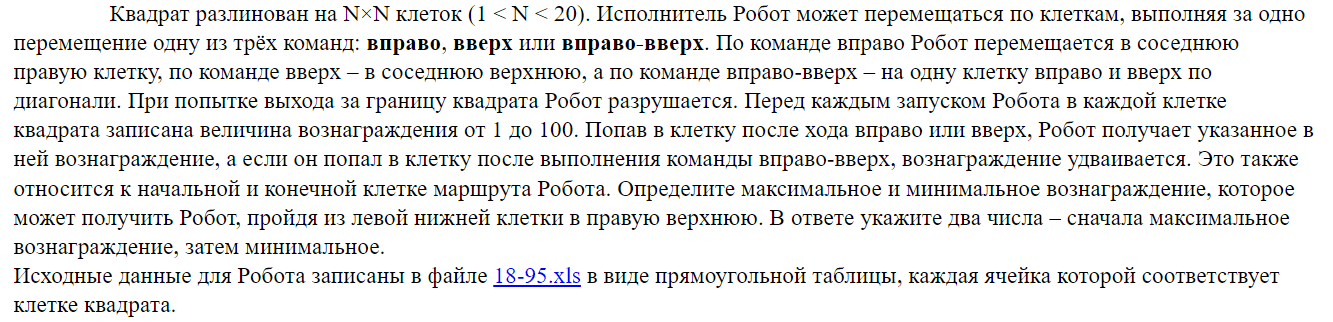 Квадрат разлинован на N×N клеток (1 < N < 20). Исполнитель Робот может перемещаться по клеткам, выполняя за одно
перемещение одну из трёх команд: вправо, вверх или вправо-вверх. По команде вправо Робот перемещается в соседнюю
правую клетку, по команде вверх – в соседнюю верхнюю, а по команде вправо-вверх – на одну клетку вправо и вверх по
диагонали. При попытке выхода за границу квадрата Робот разрушается. Перед каждым запуском Робота в каждой клетке
квадрата записана величина вознаграждения от 1 до 100. Попав в клетку после хода вправо или вверх, Робот получает указанное в
ней вознаграждение, а если он попал в клетку после выполнения команды вправо-вверх, вознаграждение удваивается. Это также
относится к начальной и конечной клетке маршрута Робота. Определите максимальное и минимальное вознаграждение, которое
может получить Робот, пройдя из левой нижней клетки в правую верхнюю. В ответе укажите два числа – сначала максимальное
вознаграждение, затем минимальное.
Исходные данные для Робота записаны в файле 18-95.xls в виде прямоугольной таблицы, каждая ячейка которой соответствует
клетке квадрата.